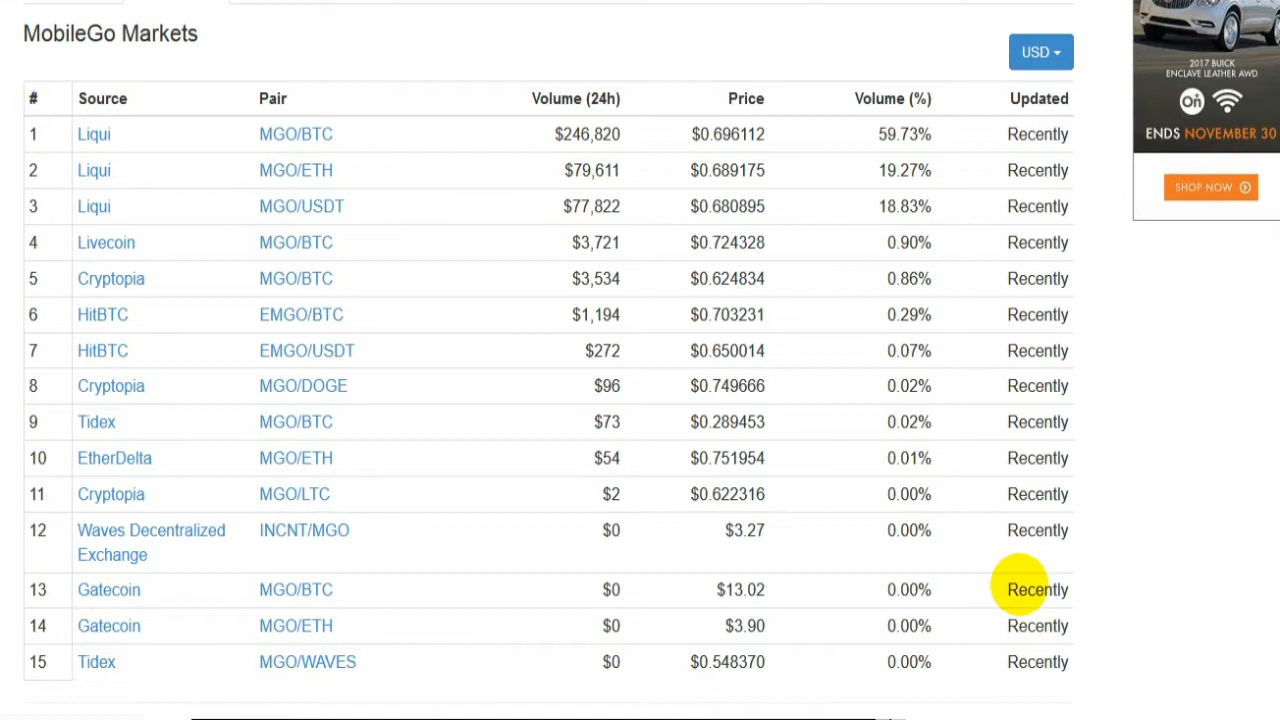 MobileGo Markets
USD
# Source Pair Volume (24h) Price Volume (%) Updated
1 Liqui MGO/BTC $246,820 $0.696112 59.73% Recently
2 Liqui MGO/ETH $79,611 $0.689175 19.27% Recently
3 Liqui MGO/USDT $77,822 $0.680895 18.83% Recently
4 Livecoin MGO/BTC $3,721 $0.724328 0.90% Recently
5 Cryptopia MGO/BTC $3,534 $0.624834 0.86% Recently
6 HitBTC EMGO/BTC $1,194 $0.703231 0.29% Recently
7 HitBTC EMGO/USDT $272 $0.650014 0.07% Recently
8 Cryptopia MGO/DOGE $96 $0.749666 0.02% Recently
9 Tidex MGO/BTC $73 $0.289453 0.02% Recently
10 EtherDelta MGO/ETH $54 $0.751954 0.01% Recently
11 Cryptopia MGO/LTC $2 $0.622316 0.00% Recently
12 Waves Decentralized INCNT/MGO $0 $3.27 0.00% Recently
Exchange
13 Gatecoin MGO/BTC $0 $13.02 0.00% Recently
14 Gatecoin MGO/ETH $0 $3.90 0.00% Recently
15 Tidex MGO/WAVES $0 $0.548370 0.00% Recently
2017 BUICK
ENCLAVE LEATHER AWD
On
ENDS NOVEMBER 30
SHOP NOW